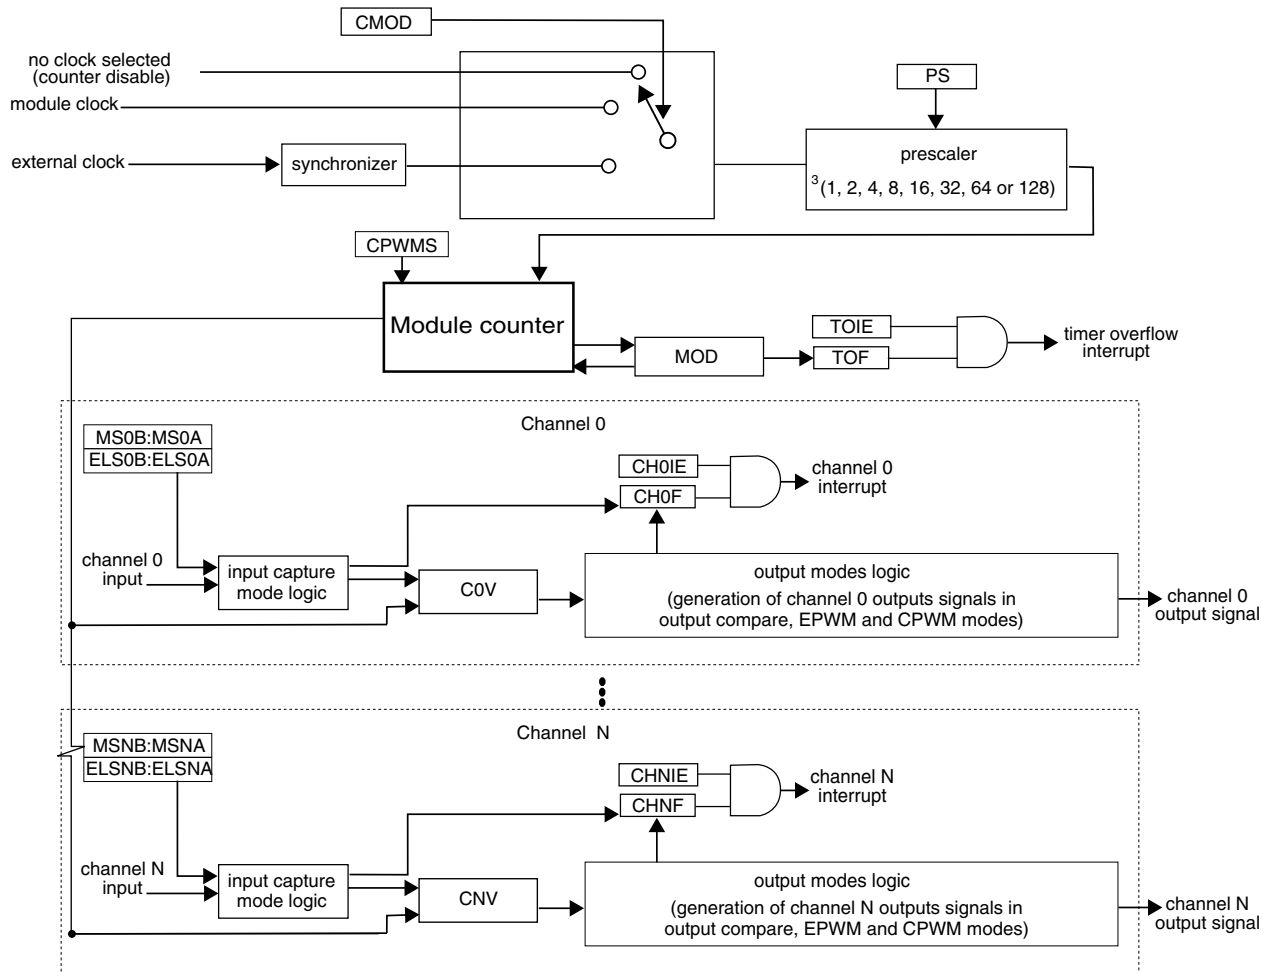 CMOD
no clock selected
(counter disable)
module clock
external clock
synchronizer
PS
prescaler
3(1, 2, 4, 8, 16, 32, 64 or 128)
CPWMS
Module counter
MOD
TOIE
TOF
timer overflow
interrupt
Channel 0
MS0B:MS0A
ELS0B:ELS0A
CH0IE
CH0F
channel 0
interrupt
channel 0
input
input capture
mode logic
C0V
output modes logic
(generation of channel 0 outputs signals in
output compare, EPWM and CPWM modes)
channel 0
output signal
Channel N
MSNB:MSNA
ELSNB:ELSNA
CHNIE
CHNF
channel N
interrupt
channel N
input
input capture
mode logic
CNV
output modes logic
(generation of channel N outputs signals in
output compare, EPWM and CPWM modes)
channel N
output signal